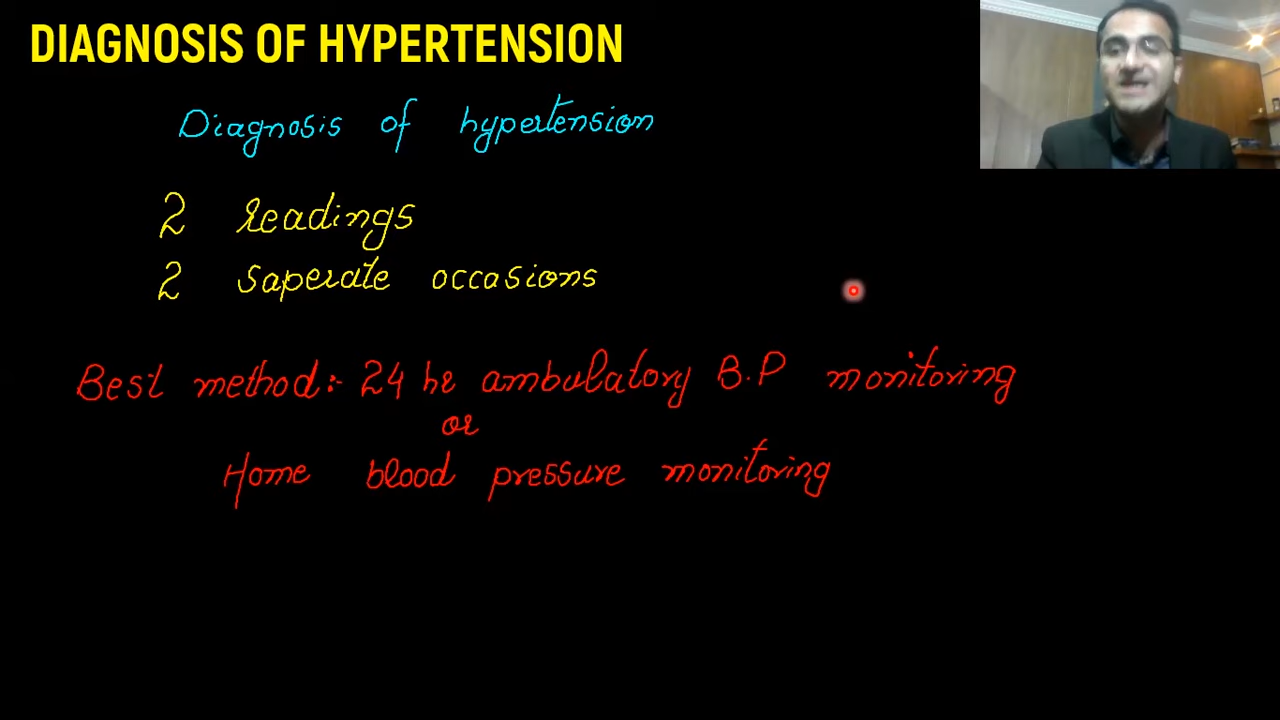 DIAGNOSIS OF HYPERTENSION
Diagnosis of hypertension
2 readings
2 saperate occasions
Best method:- 24 hr ambulatory B.P monitoring
or
Home blood pressure monitoring